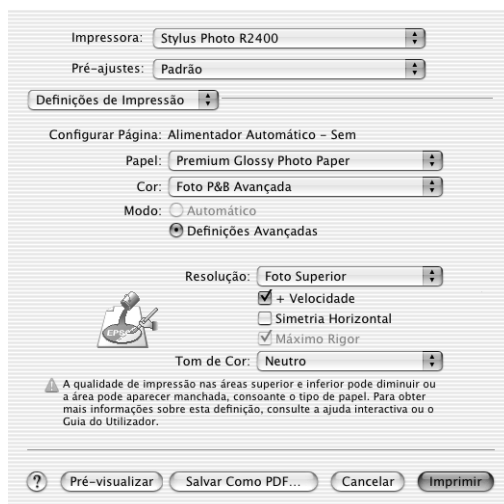 Impressora: Stylus Photo R2400
Pré-ajustes: Padrão
Definições de Impressão
Configurar Página: Alimentador Automático – Sem
Papel: Premium Glossy Photo Paper
Cor: Foto P&B Avançada
Modo: Automático
Definições Avançadas
Resolução: Foto Superior
+ Velocidade
Simetria Horizontal
Máximo Rigor
EPSON
Tom de Cor: Neutro
A qualidade de impressão nas áreas superior e inferior pode diminuir ou
a área pode aparecer manchada, consoante o tipo de papel. Para obter
mais informações sobre esta definição, consulte a ajuda interactiva ou o
Guia do Utilizador.
? Pré-visualizar Salvar Como PDF... Cancelar Imprimir